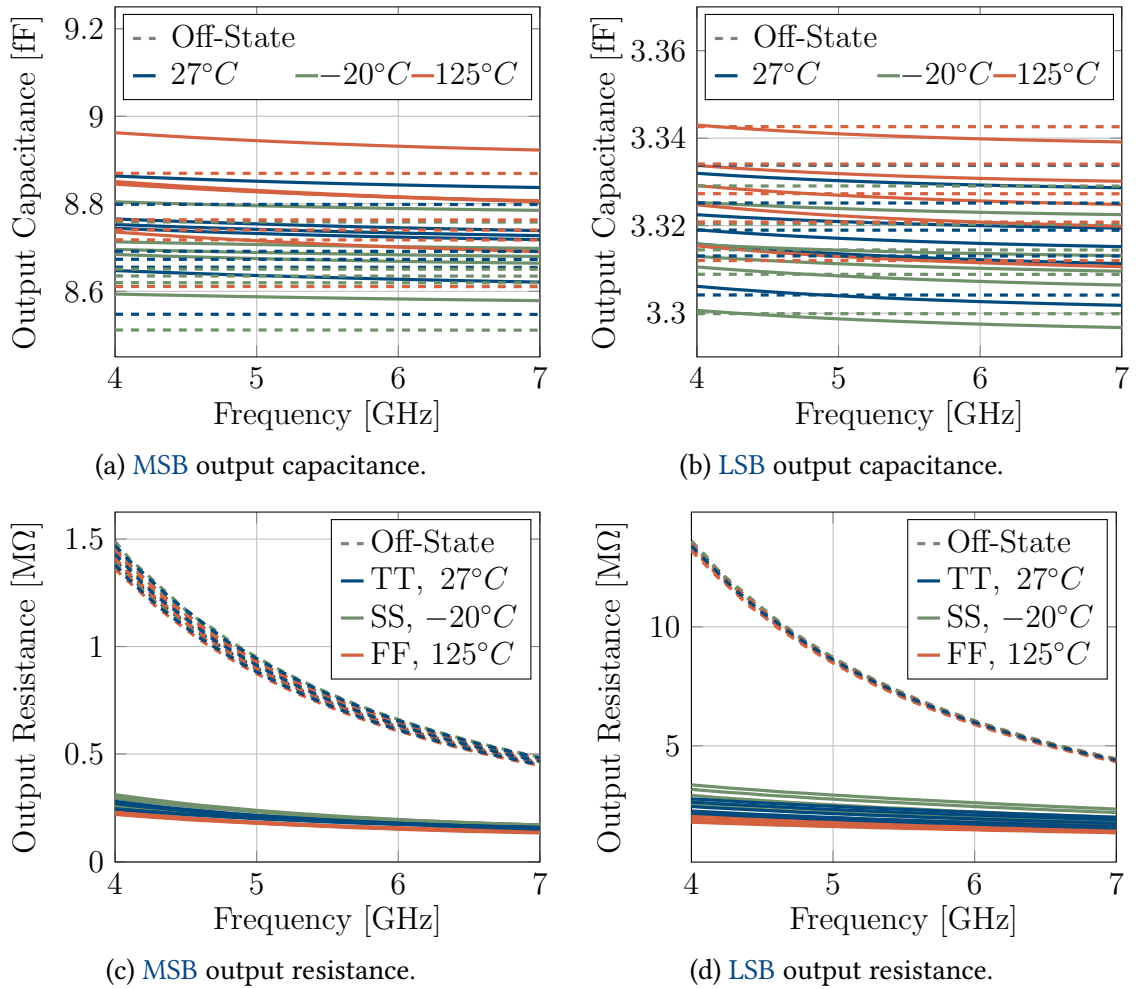 9.2
9
8.8
8.6
Output Capacitance [fF]
Off-State
27°C −20°C 125°C
4 5 6 7
Frequency [GHz]
(a) MSB output capacitance.
3.36
3.34
3.32
3.3
Output Capacitance [fF]
Off-State
27°C −20°C 125°C
4 5 6 7
Frequency [GHz]
(b) LSB output capacitance.
1.5
1
0.5
0
Output Resistance [MΩ]
Off-State
TT, 27°C
SS, −20°C
FF, 125°C
4 5 6 7
Frequency [GHz]
(c) MSB output resistance.
10
5
Output Resistance [MΩ]
Off-State
TT, 27°C
SS, −20°C
FF, 125°C
4 5 6 7
Frequency [GHz]
(d) LSB output resistance.